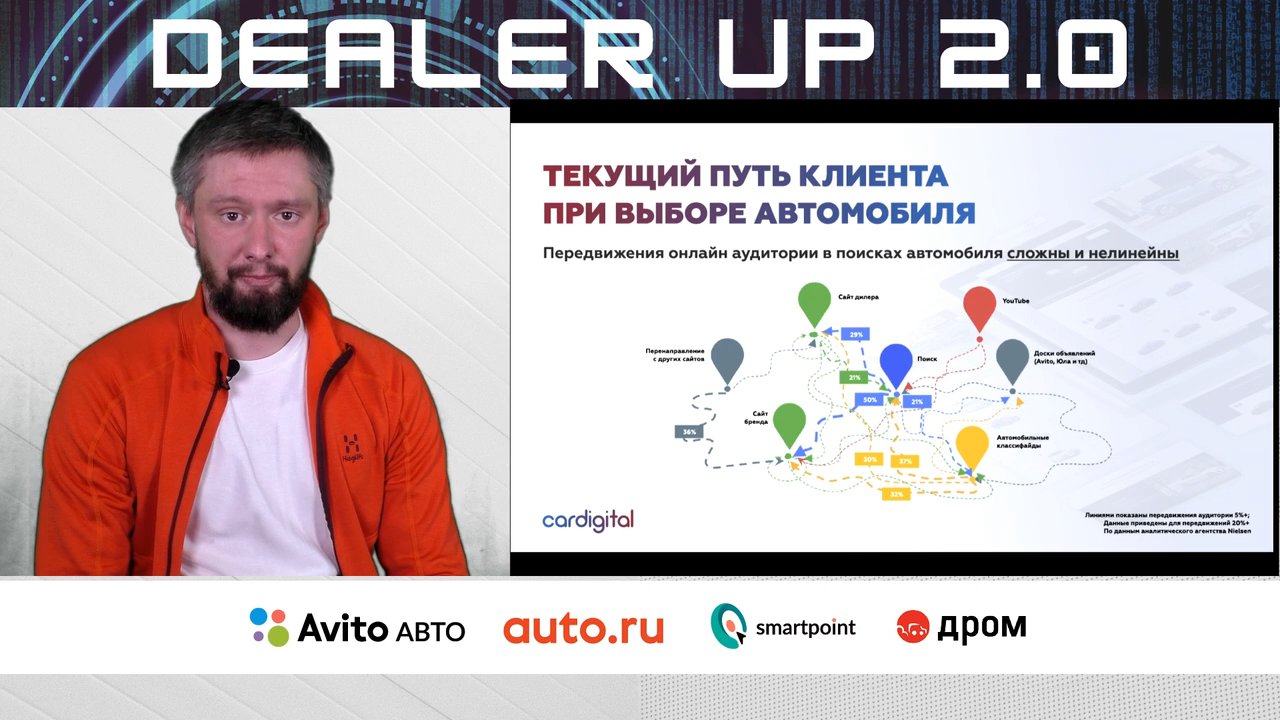 DEALER UP 2.0
ТЕКУЩИЙ ПУТЬ КЛИЕНТА
ПРИ ВЫБОРЕ АВТОМОБИЛЯ
Передвижения онлайн аудитории в поисках автомобиля сложны и нелинейны
Сайт дилера
YouTube
29%
Перенаправление
с других сайтов
Поиск
Доски объявлений
(Avito, Юла и тд)
21%
50%
21%
Сайт
бренда
36%
Автомобильные
классифайды
20%
37%
32%
cardigital
Линиями показаны передвижения аудитории 5%+;
Данные приведены для передвижений 20%+
По данным аналитического агентства Nielsen
Haglöfs
Avito АВТО
auto.ru
smartpoint
дром